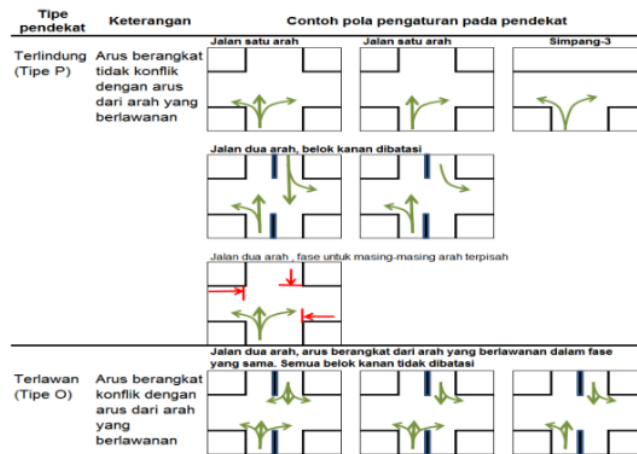 Tipe pendekat Keterangan Contoh pola pengaturan pada pendekat
Jalan satu arah Jalan satu arah Simpang-3
Terlindung (Tipe P)
Arus berangkat
tidak konflik
dengan arus
dari arah yang
berlawanan
Jalan dua arah, belok kanan dibatasi
Jalan dua arah , fase untuk masing-masing arah terpisah
Jalan dua arah, arus berangkat dari arah yang berlawanan dalam fase
yang sama. Semua belok kanan tidak dibatasi
Terlawan
(Tipe O)
Arus berangkat
konflik dengan
arus dari arah
yang
berlawanan